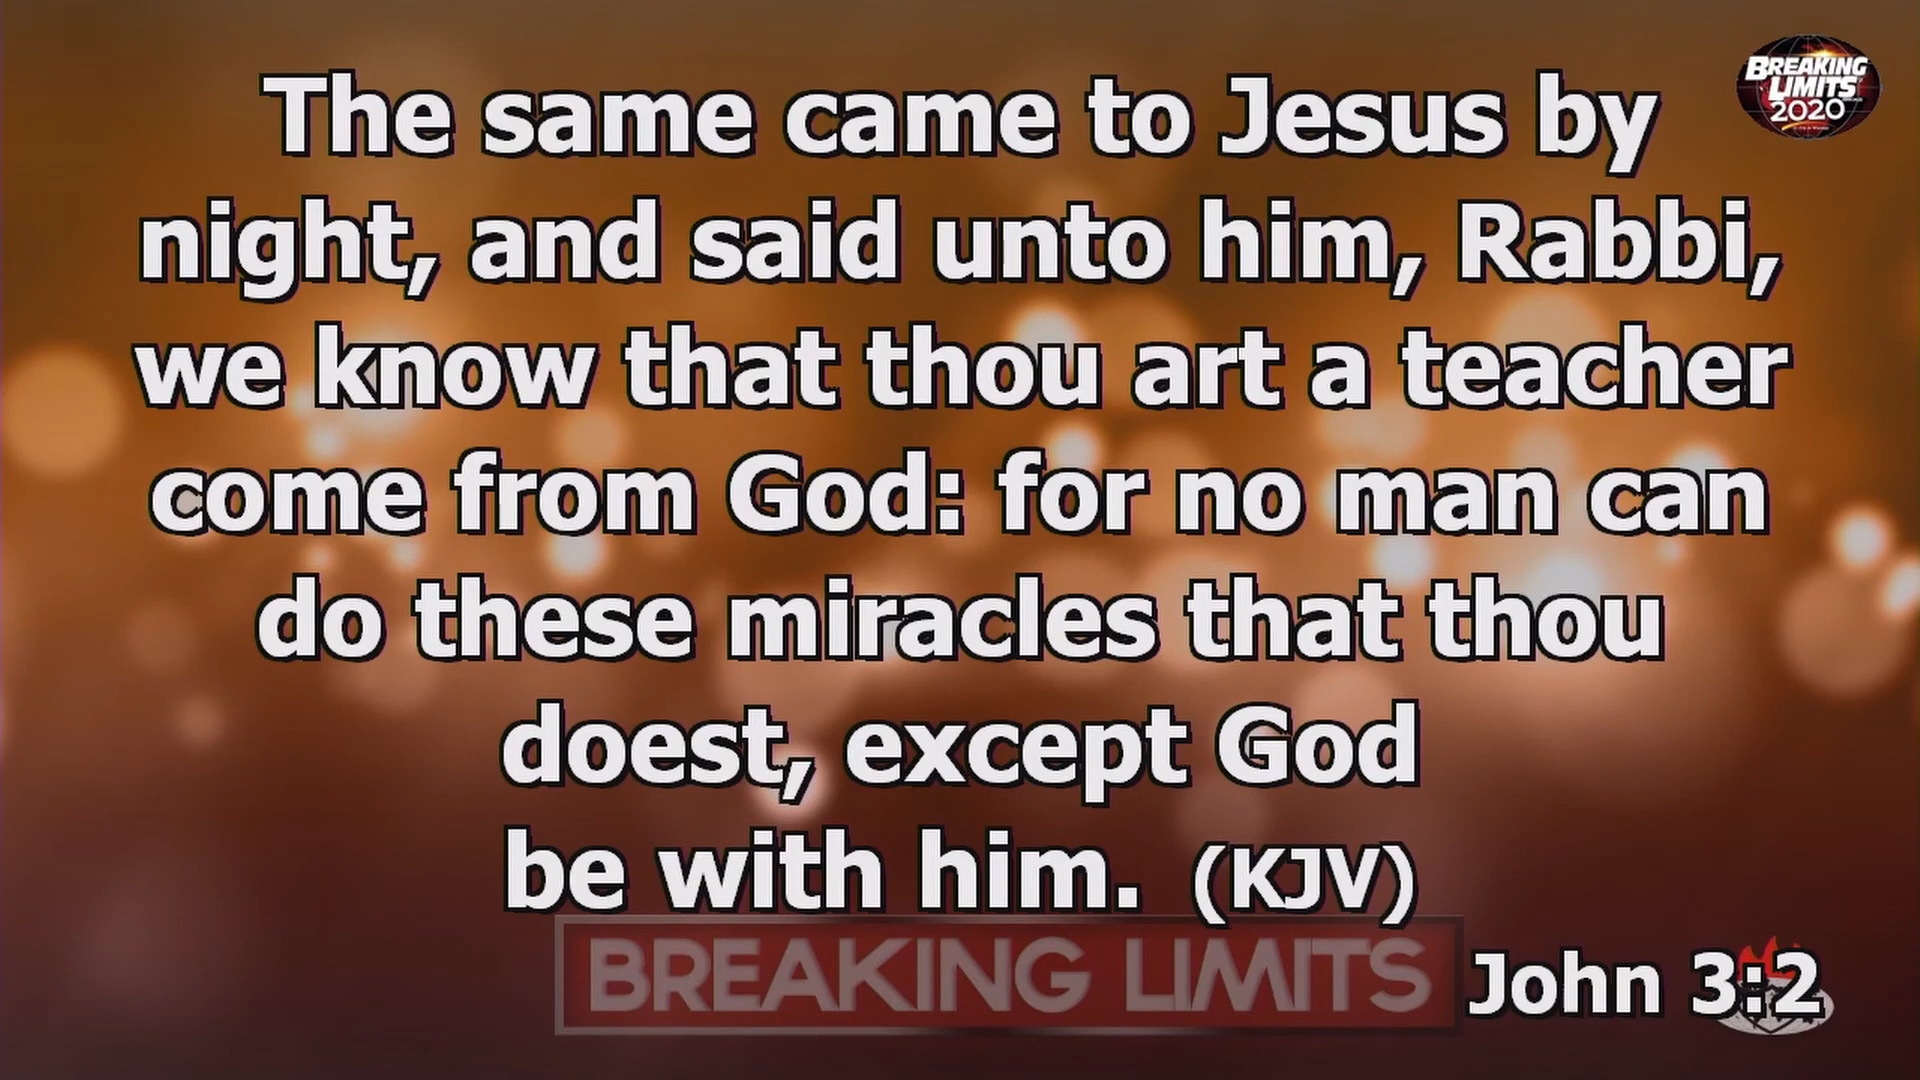 BREAKING
LIMITS
2020
The same came to Jesus by
night, and said unto him, Rabbi,
we know that thou art a teacher
come from God: for no man can
do these miracles that thou
doest, except God
be with him. (KJV)
BREAKING LIMITS
John 3:2